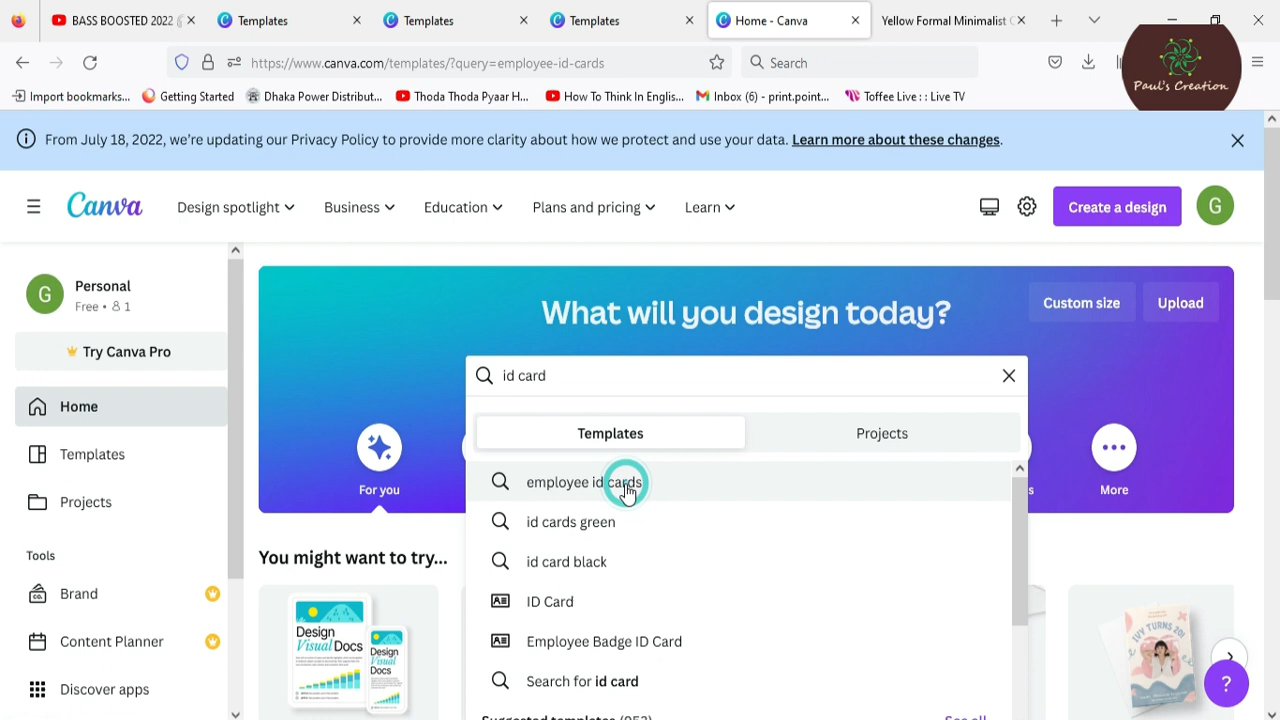 BASS BOOSTED 2022
Templates
Templates
Templates
Home - Canva
Yellow Formal Minimalist
https://www.canva.com/templates/?query=employee-id-cards
Search
Paul's Creation
Import bookmarks...
Getting Started
Dhaka Power Distribut...
Thoda Thoda Pyaar H...
How To Think In Englis...
Inbox (6) - print.point...
Toffee Live : : Live TV
From July 18, 2022, we're updating our Privacy Policy to provide more clarity about how we protect and use your data. Learn more about these changes.
Canva
Design spotlight
Business
Education
Plans and pricing
Learn
Create a design
G
G
Personal
Free • 1
Try Canva Pro
Home
Templates
Projects
Tools
Brand
Content Planner
Discover apps
What will you design today?
Custom size
Upload
id card
Templates
Projects
employee id cards
id cards green
id card black
ID Card
Employee Badge ID Card
Search for id card
See all
For you
More
You might want to try...
Design
Visual Docs
Design
Visual
Docs
IVY TURNS 20!
?